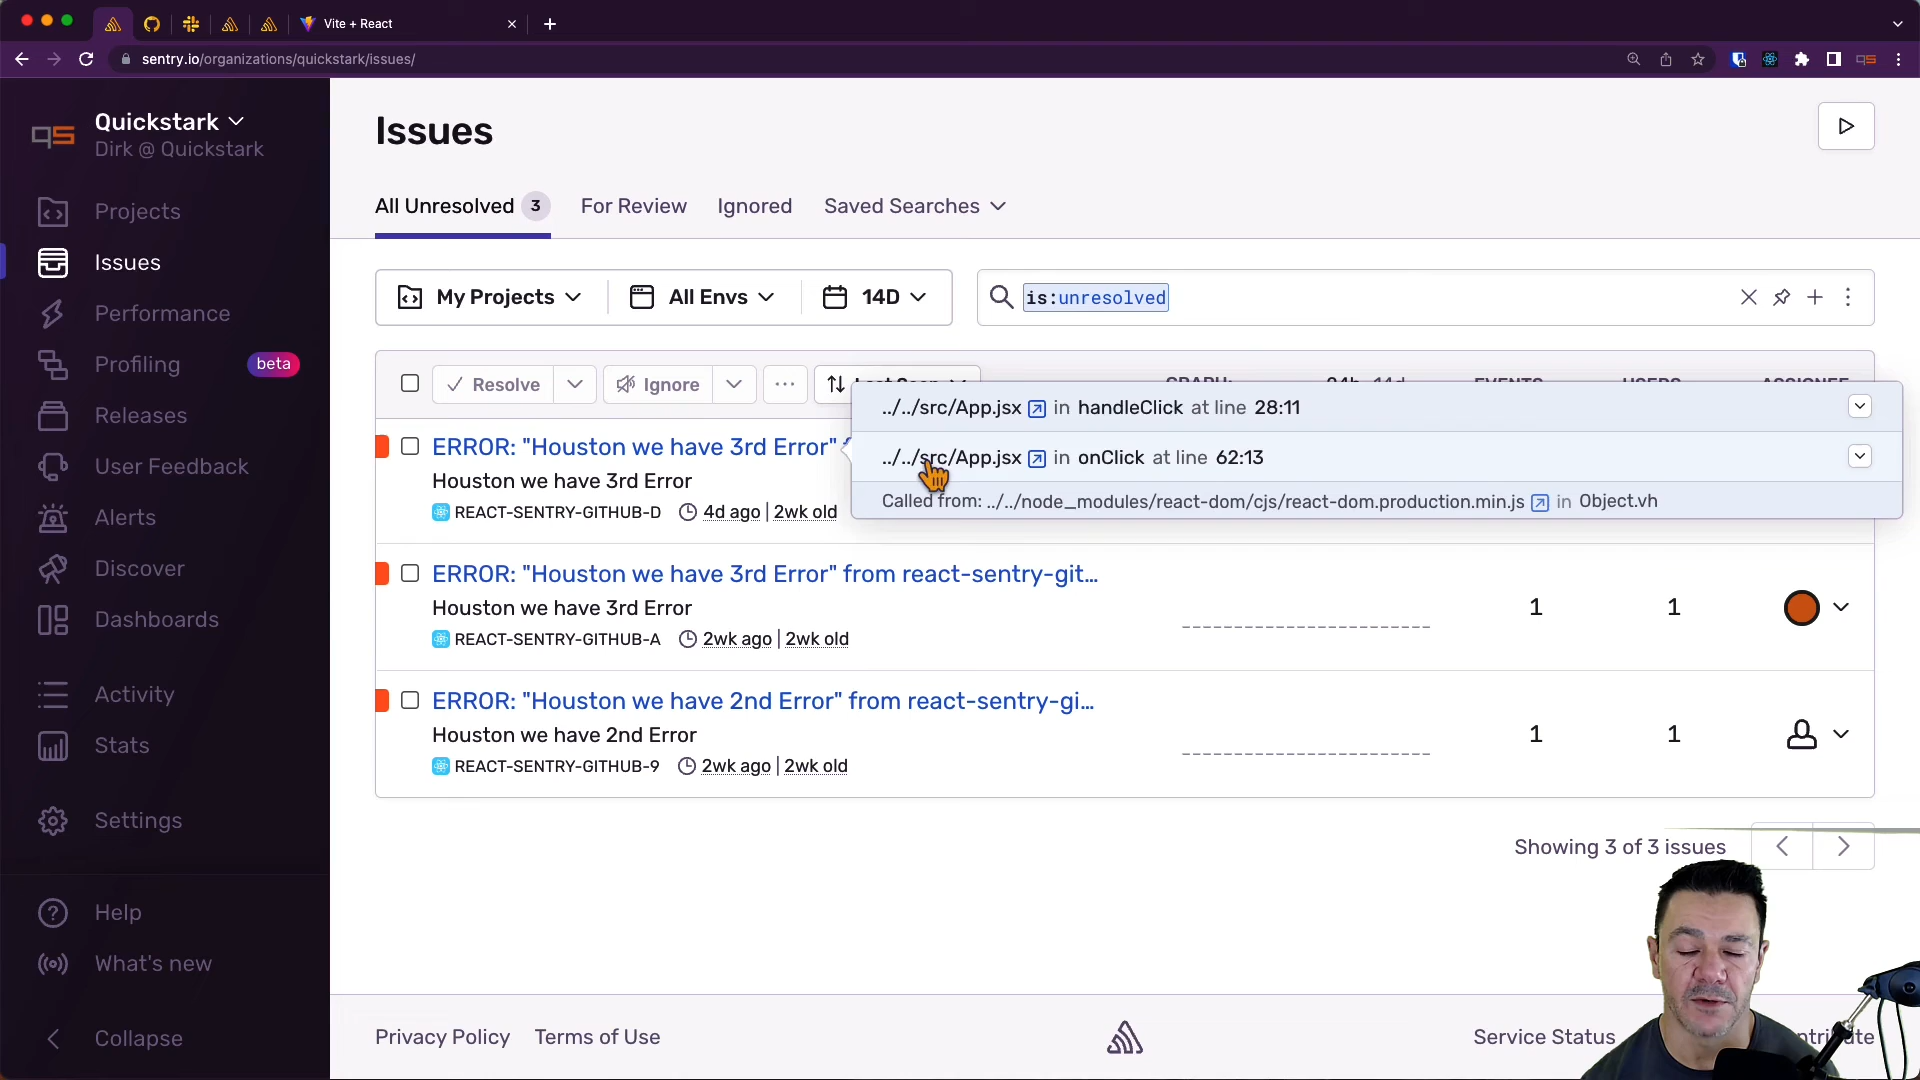 Vite + React
sentry.io/organizations/quickstark/issues/
Quickstark
Dirk @ Quickstark
Projects
Issues
Performance
Profiling
beta
Releases
User Feedback
Alerts
Discover
Dashboards
Activity
Stats
Settings
Help
What's new
Collapse
Issues
All Unresolved 3
For Review
Ignored
Saved Searches
My Projects
All Envs
14D
is:unresolved
Resolve
Ignore
../../src/App.jsx in handleClick at line 28:11
../../src/App.jsx in onClick at line 62:13
Called from: ../../node_modules/react-dom/cjs/react-dom.production.min.js in Object.vh
ERROR: "Houston we have 3rd Error"
Houston we have 3rd Error
REACT-SENTRY-GITHUB-D 4d ago | 2wk old
ERROR: "Houston we have 3rd Error" from react-sentry-git...
Houston we have 3rd Error
REACT-SENTRY-GITHUB-A 2wk ago | 2wk old
1 1
ERROR: "Houston we have 2nd Error" from react-sentry-gi...
Houston we have 2nd Error
REACT-SENTRY-GITHUB-9 2wk ago | 2wk old
1 1
Showing 3 of 3 issues
Privacy Policy
Terms of Use
Service Status